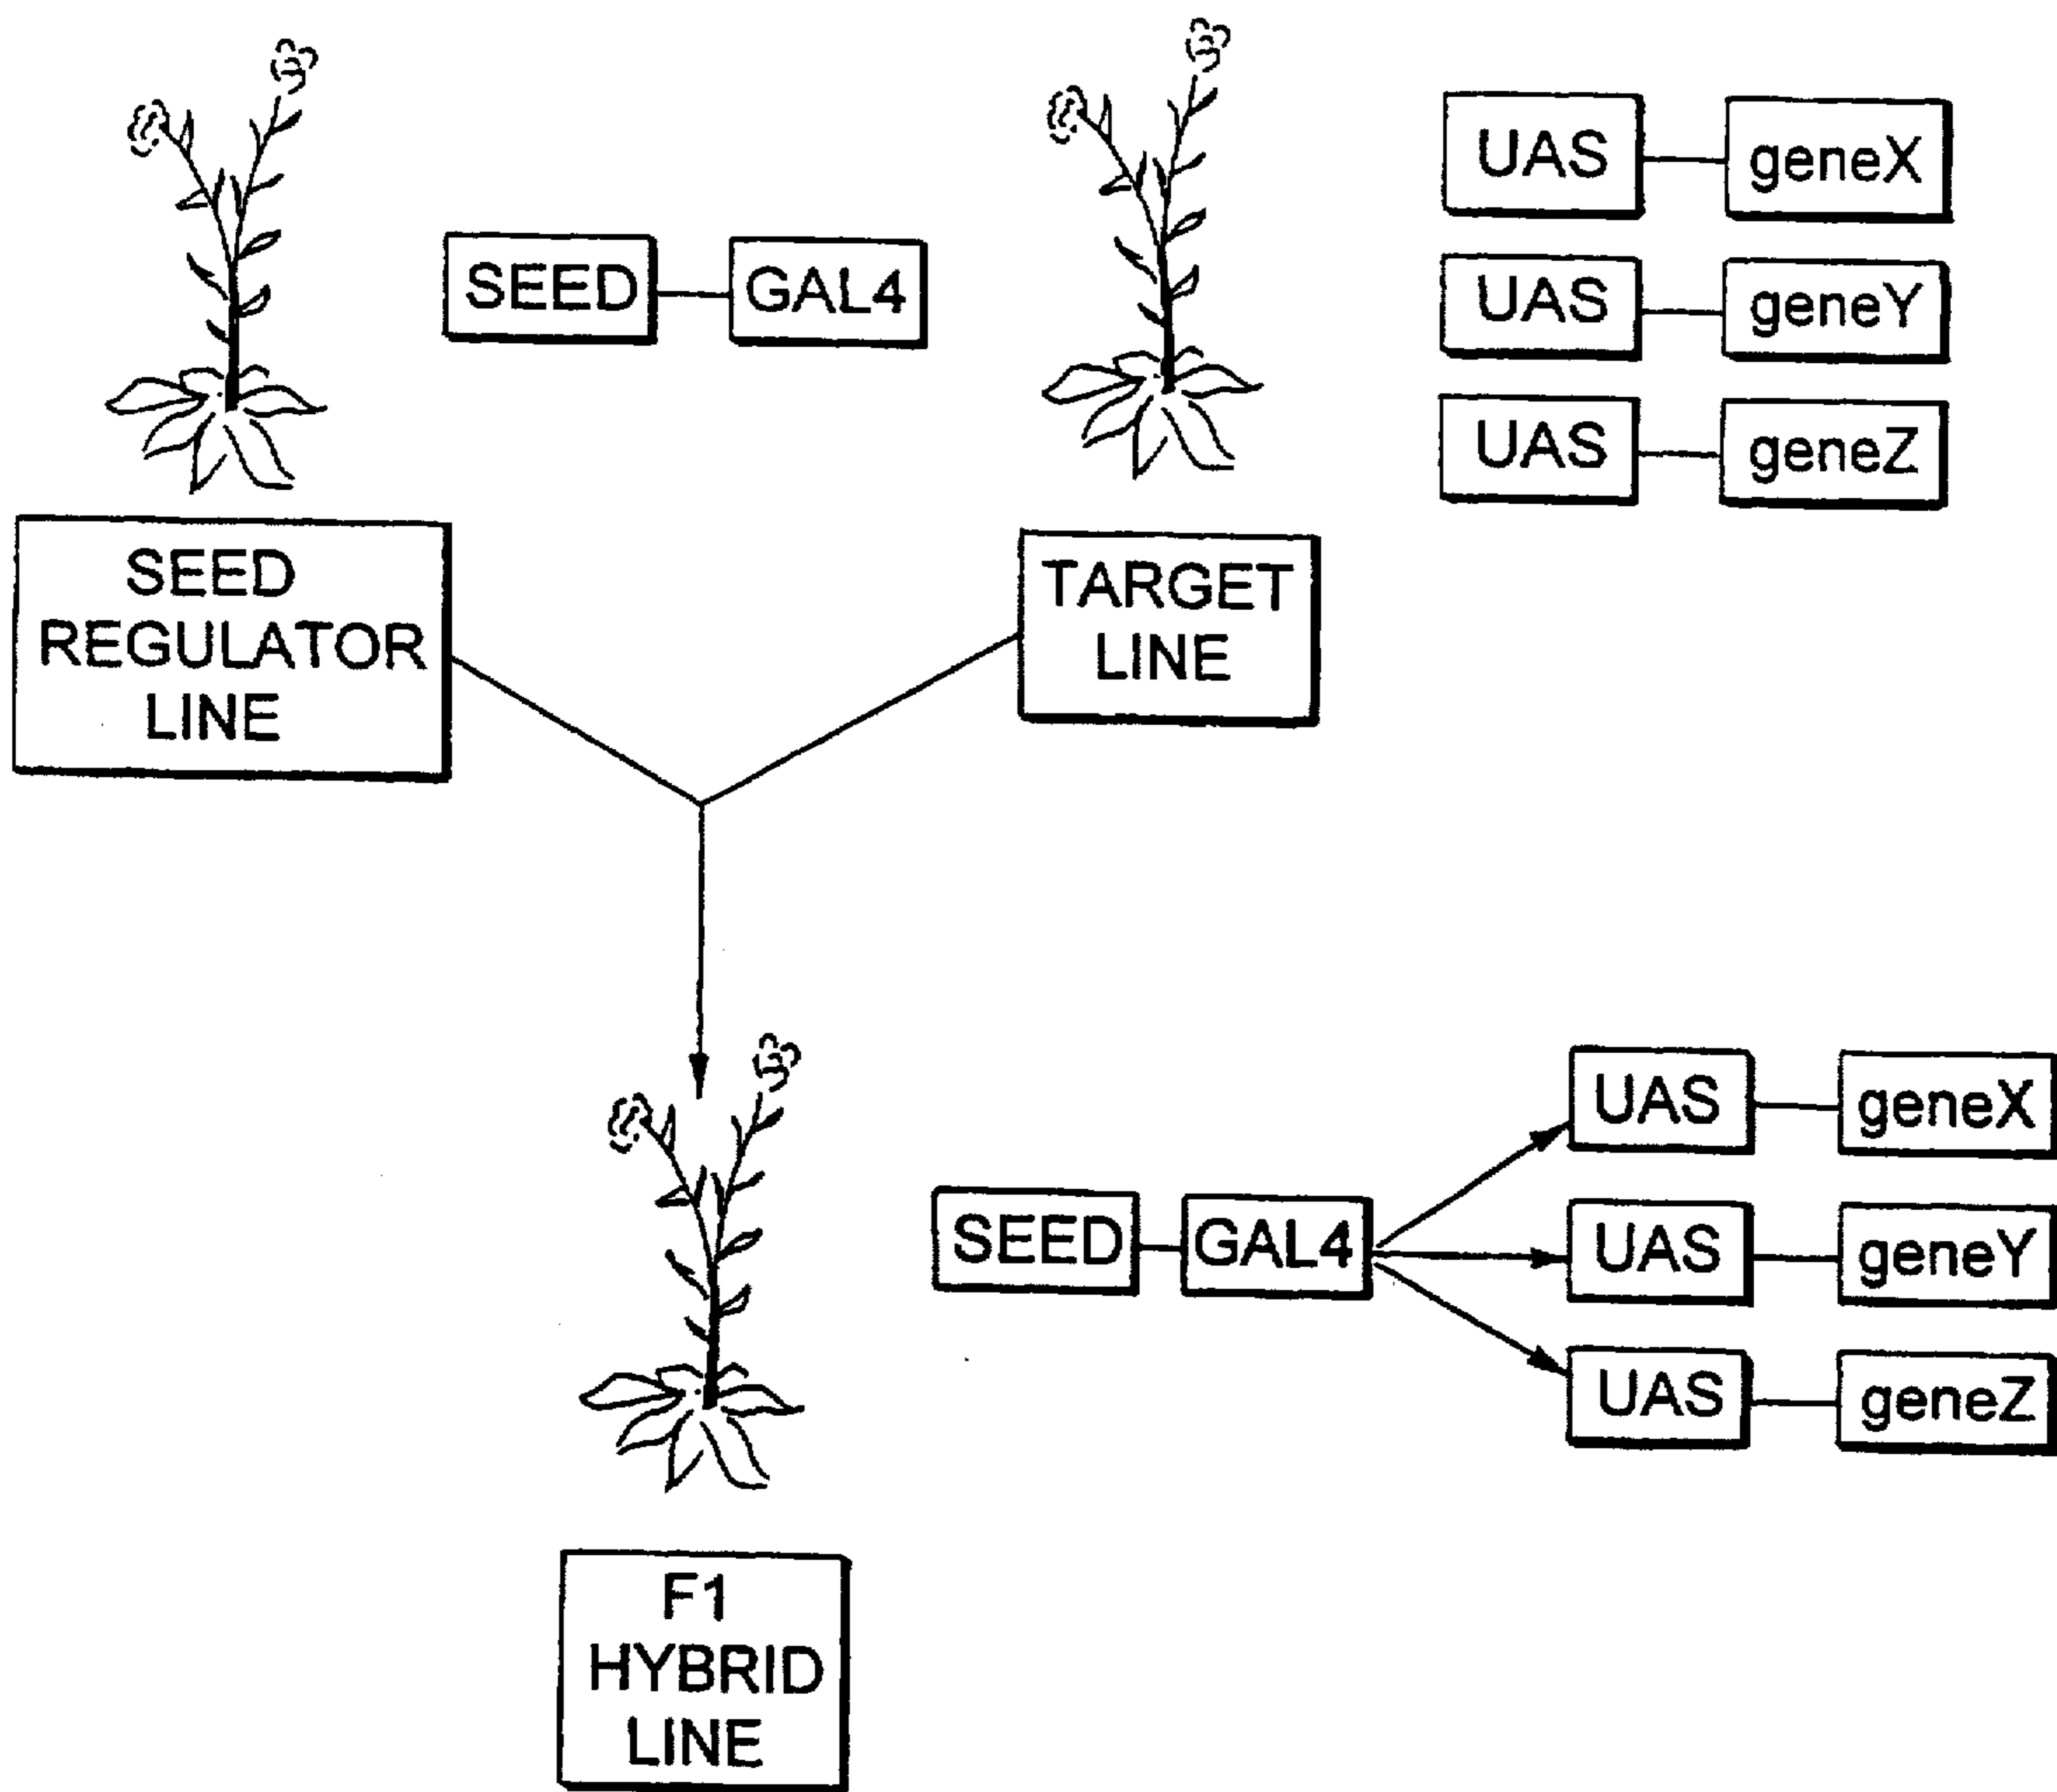 SEED
GAL4
UAS
geneX
UAS
geneY
UAS
geneZ
SEED
REGULATOR
LINE
TARGET
LINE
SEED
GAL4
UAS
geneX
UAS
geneY
UAS
geneZ
F1
HYBRID
LINE